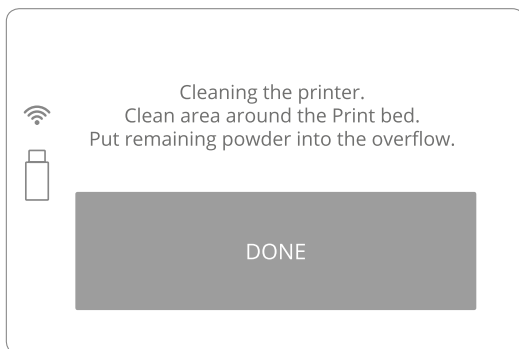 Cleaning the printer.
Clean area around the Print bed.
Put remaining powder into the overflow.
DONE